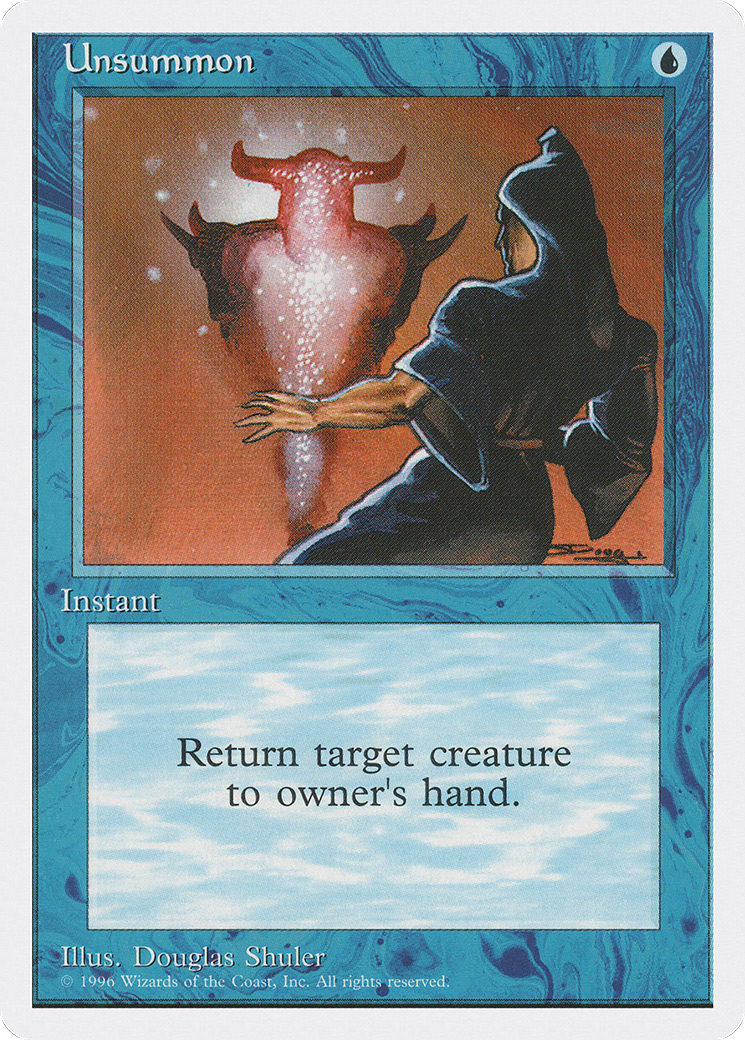 Unsummon
Instant
Return target creature
to owner's hand.
Illus. Douglas Shuler
© 1996 Wizards of the Coast, Inc. All rights reserved.